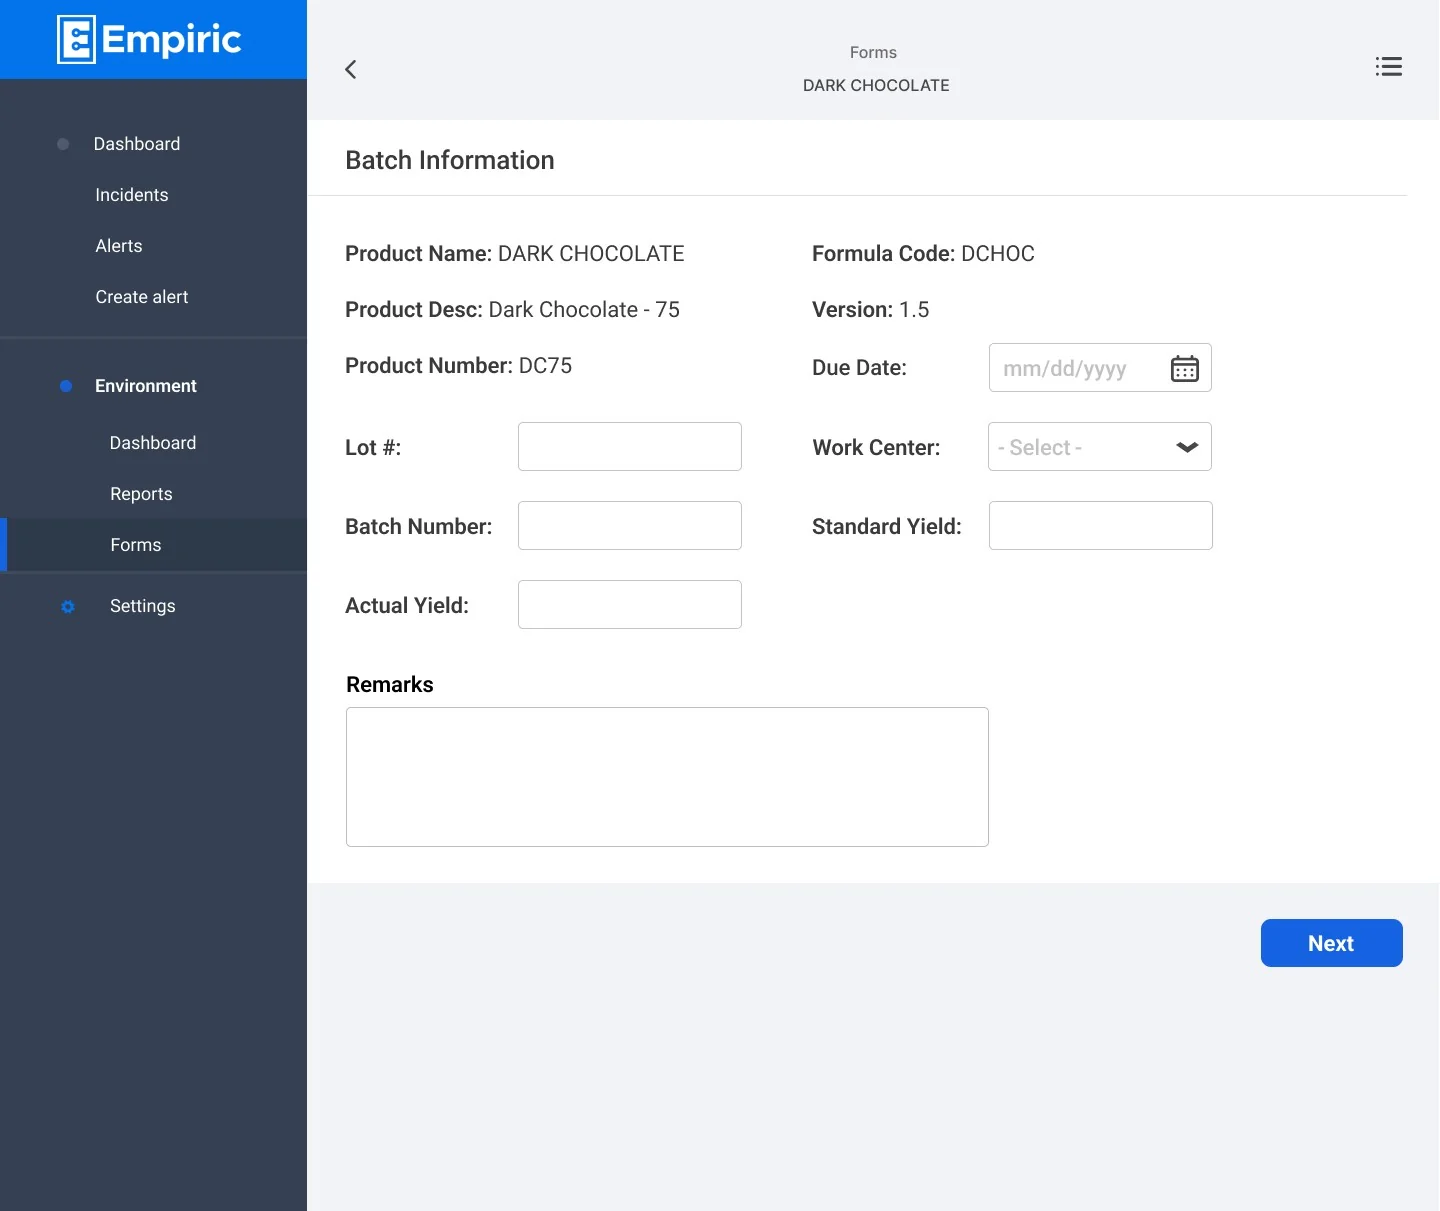 Empiric
Dashboard
Incidents
Alerts
Create alert
Environment
Dashboard
Reports
Forms
Settings
Forms
DARK CHOCOLATE
Batch Information
Product Name: DARK CHOCOLATE
Formula Code: DCHOC
Product Desc: Dark Chocolate - 75
Version: 1.5
Product Number: DC75
Due Date: mm/dd/yyyy
Lot #:
Work Center: - Select -
Batch Number:
Standard Yield:
Actual Yield:
Remarks
Next